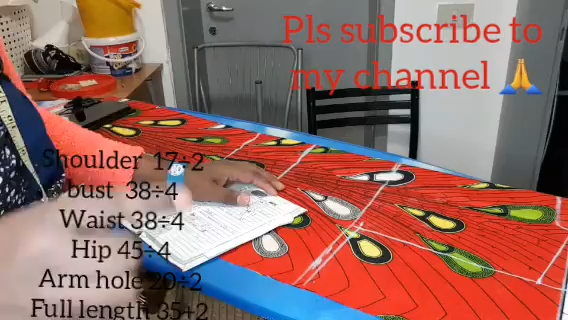 Pls subscribe to
my channel 🙏
Shoulder 17÷2
bust 38÷4
Waist 38÷4
Hip 45÷4
Arm hole 20÷2
Full length 35+2